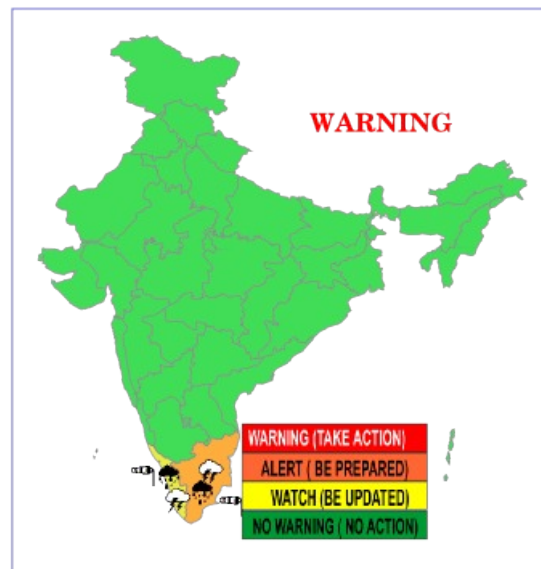 WARNING
WARNING (TAKE ACTION)
ALERT ( BE PREPARED)
WATCH (BE UPDATED)
NO WARNING ( NO ACTION)